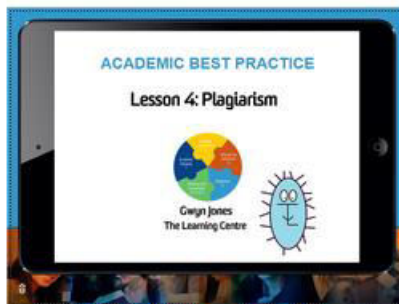 ACADEMIC BEST PRACTICE
Lesson 4: Plagiarism
Gwyn Jones
The Learning Centre